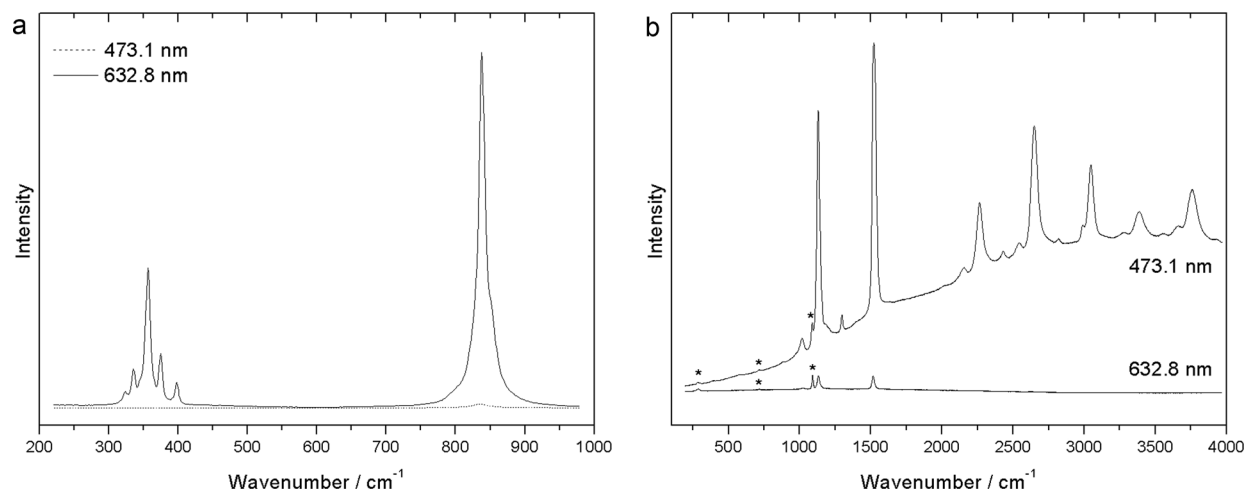 a
473.1 nm
632.8 nm
Intensity
200 300 400 500 600 700 800 900 1000
Wavenumber / cm⁻¹
b
Intensity
*
473.1 nm
* *
* 632.8 nm
*
500 1000 1500 2000 2500 3000 3500 4000
Wavenumber / cm⁻¹